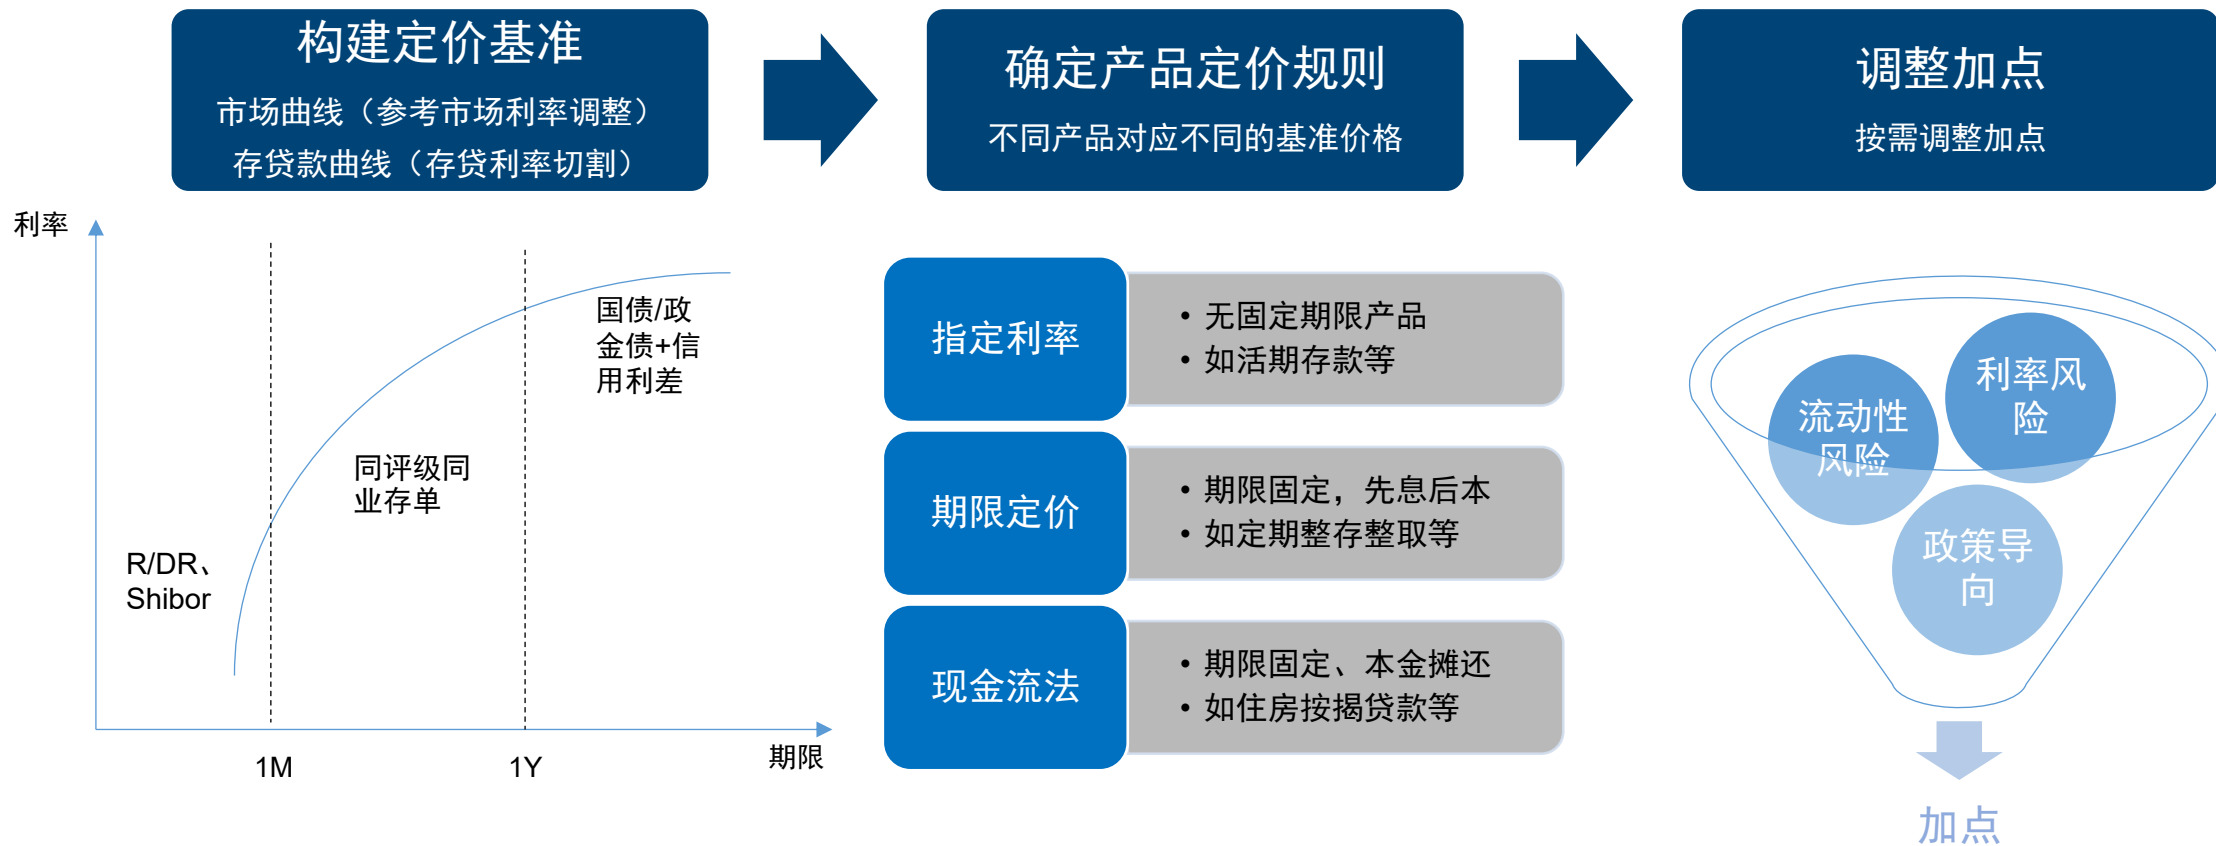 构建定价基准
市场曲线（参考市场利率调整）
存贷款曲线（存贷利率切割）
确定产品定价规则
不同产品对应不同的基准价格
调整加点
按需调整加点
利率
国债/政
金债+信
用利差
同评级同
业存单
R/DR、
Shibor
1M
1Y
期限
指定利率
• 无固定期限产品
• 如活期存款等
期限定价
• 期限固定，先息后本
• 如定期整存整取等
现金流法
• 期限固定、本金摊还
• 如住房按揭贷款等
利率风
险
流动性
风险
政策导
向
加点